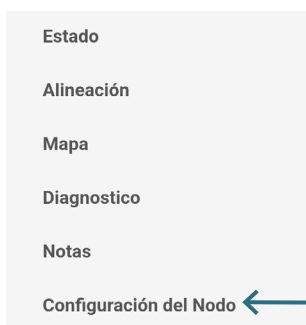 Estado
Alineación
Mapa
Diagnostico
Notas
Configuración del Nodo